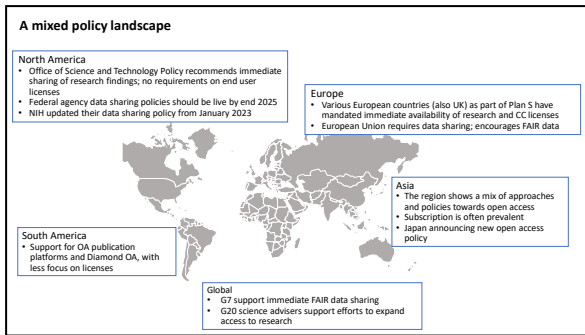 A mixed policy landscape
North America
• Office of Science and Technology Policy recommends immediate
sharing of research findings; no requirements on end user
licenses
• Federal agency data sharing policies should be live by end 2025
• NIH updated their data sharing policy from January 2023
Europe
• Various European countries (also UK) as part of Plan S have
mandated immediate availability of research and CC licenses
• European Union requires data sharing; encourages FAIR data
Asia
• The region shows a mix of approaches
and policies towards open access
• Subscription is often prevalent
• Japan announcing new open access
policy
South America
• Support for OA publication
platforms and Diamond OA, with
less focus on licenses
Global
• G7 support immediate FAIR data sharing
• G20 science advisers support efforts to expand
access to research